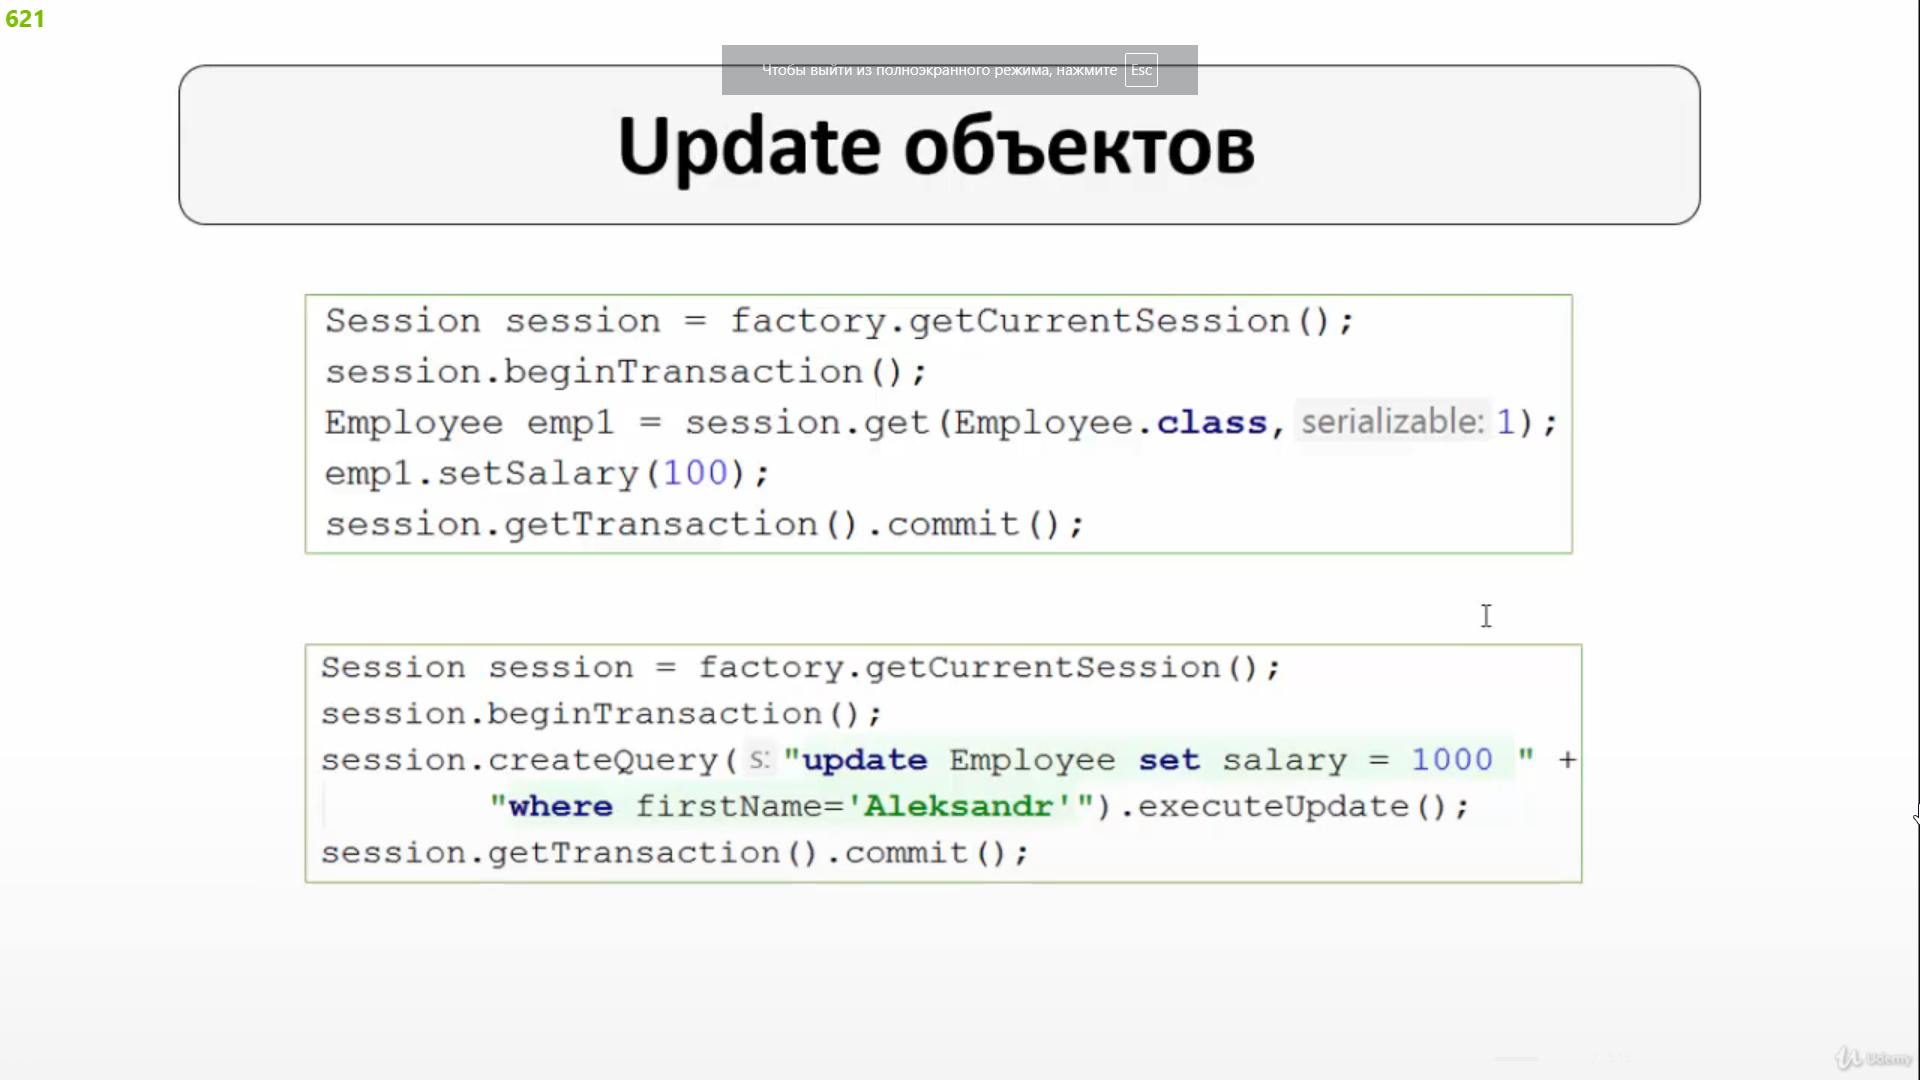 621
Чтобы выйти из полноэкранного режима, нажмите Esc
Update объектов
Session session = factory.getCurrentSession();
session.beginTransaction();
Employee emp1 = session.get(Employee.class, serializable: 1);
emp1.setSalary(100);
session.getTransaction().commit();
Session session = factory.getCurrentSession();
session.beginTransaction();
session.createQuery( s: "update Employee set salary = 1000 " +
"where firstName='Aleksandr'").executeUpdate();
session.getTransaction().commit();
Udemy